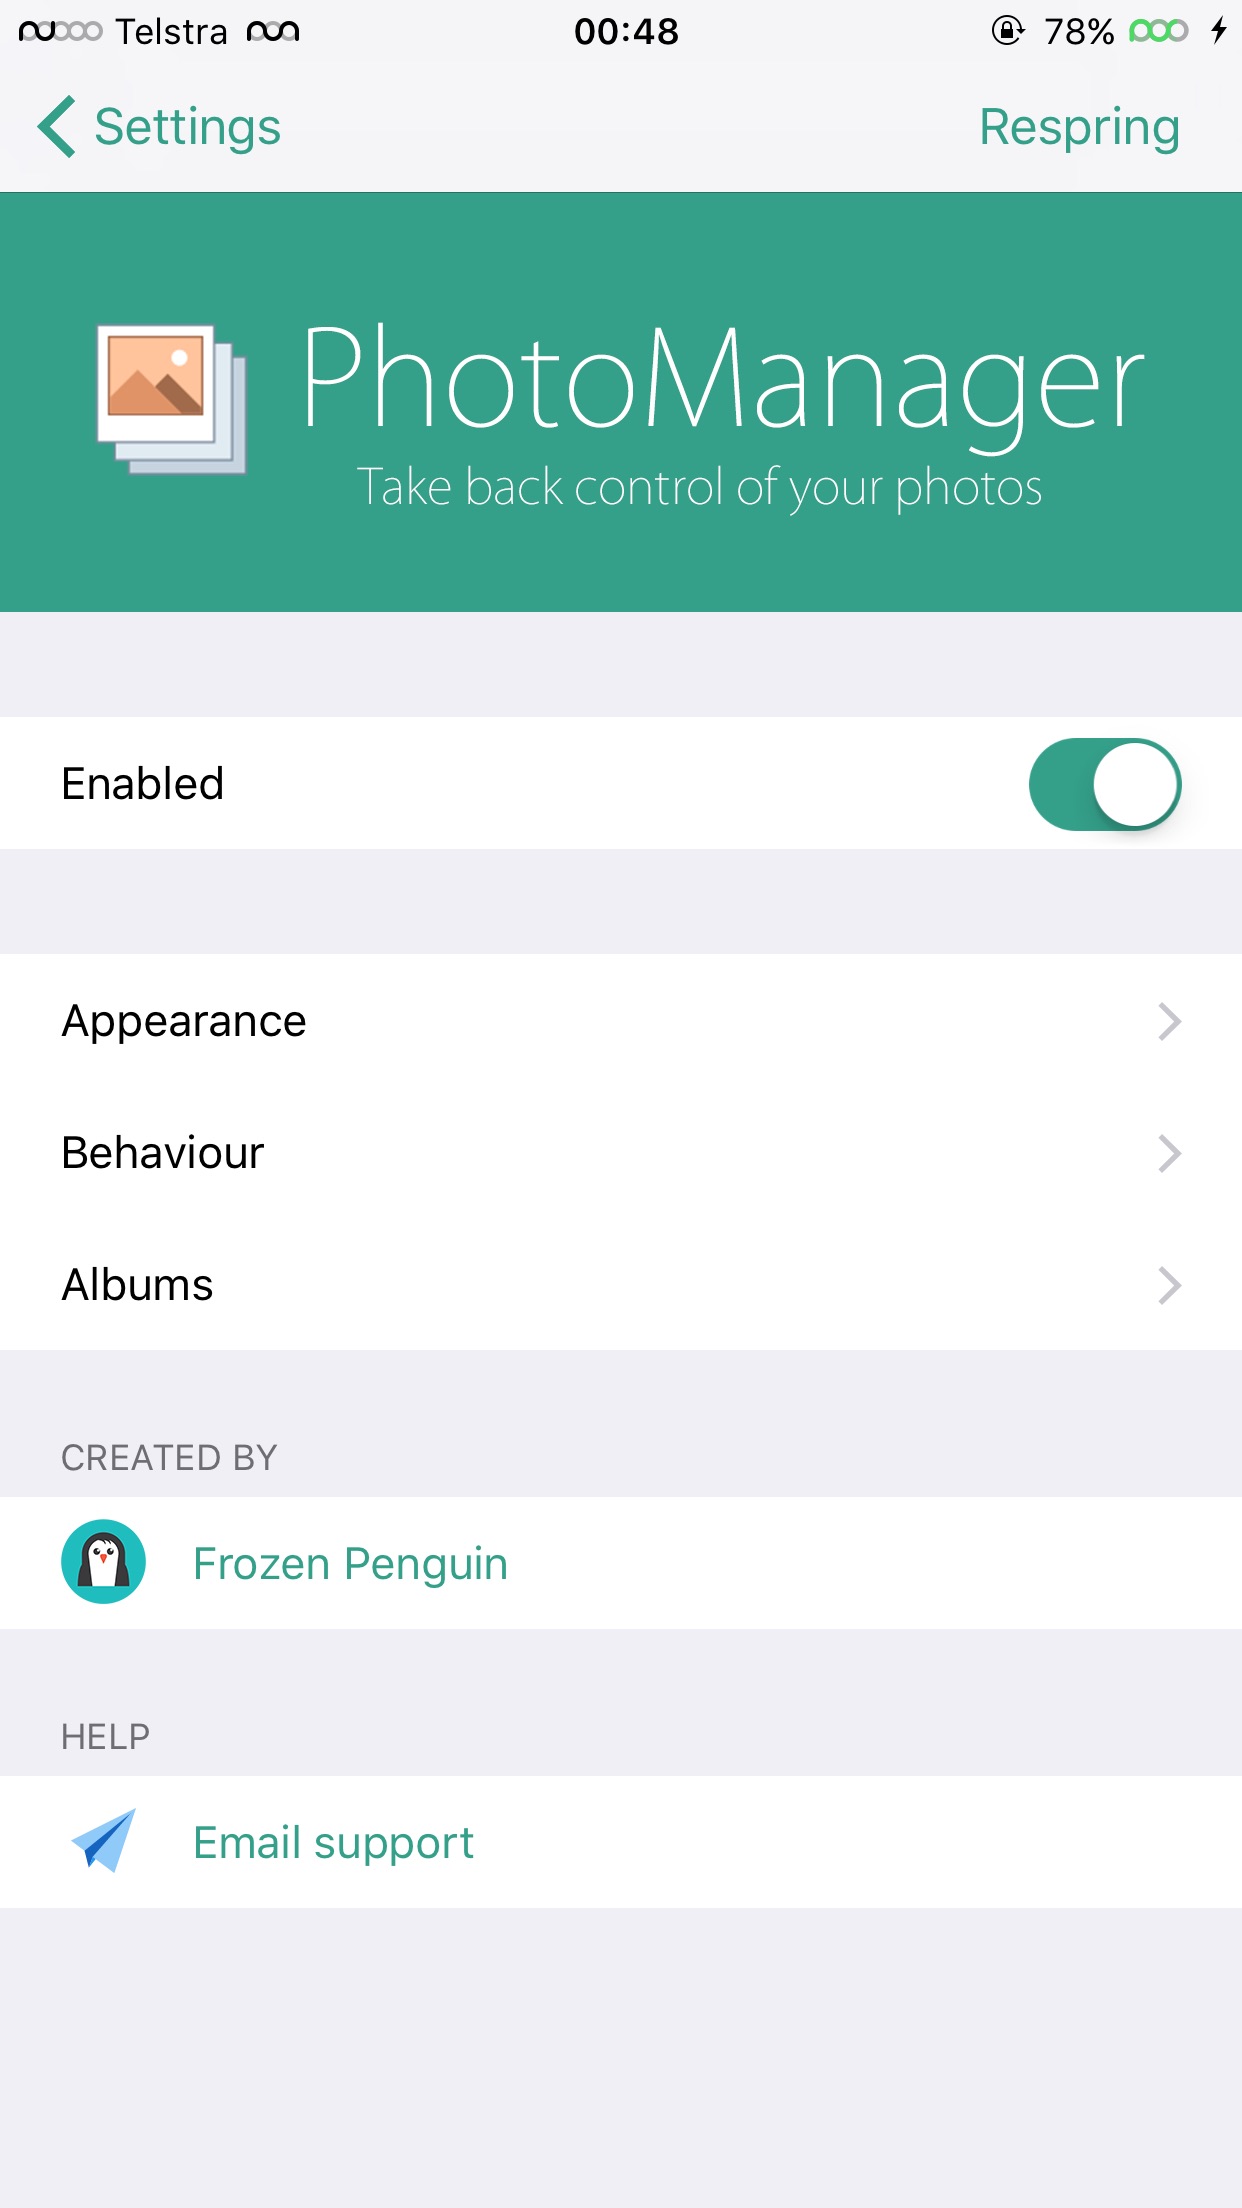 Telstra 00:48 78%
Settings Respring
PhotoManager
Take back control of your photos
Enabled
Appearance
Behaviour
Albums
CREATED BY
Frozen Penguin
HELP
Email support